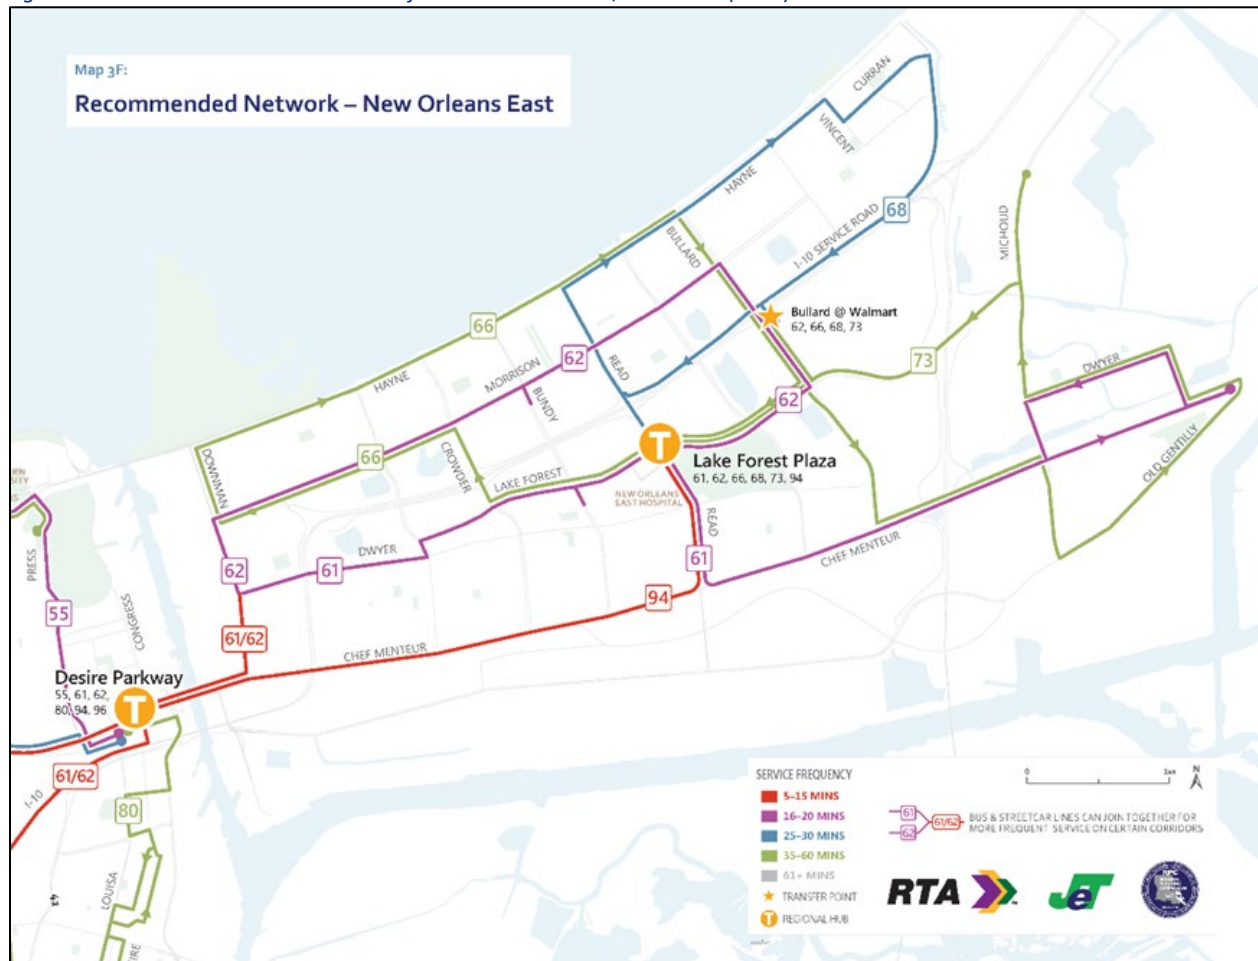 Map 3F:
Recommended Network – New Orleans East
CURRAN
VINCENT
HAYNE
68
I-10 SERVICE ROAD
BULLARD
MICHOUD
Bullard @ Walmart
62, 66, 68, 73
66
MORRISON
62
READ
73
HAYNE
BUNDY
DWYER
62
66
CROWDER
DOWNMAN
LAKE FOREST
T
Lake Forest Plaza
61, 62, 66, 68, 73, 94
OLD GENTILLY
NEW ORLEANS
EAST HOSPITAL
READ
PRESS
DWYER
61
62
61
CHEF MENTEUR
94
55
CONGRESS
61/62
CHEF MENTEUR
Desire Parkway
55, 61, 62,
80, 94. 96
T
61/62
I-10
80
LOUISA
43
SERVICE FREQUENCY
5–15 MINS
16–20 MINS
25–30 MINS
35–60 MINS
61+ MINS
TRANSFER POINT
T REGIONAL HUB
0
N
61
62
61/62
BUS & STREETCAR LINES CAN JOIN TOGETHER FOR
MORE FREQUENT SERVICE ON CERTAIN CORRIDORS
RTA
JeT
RPC